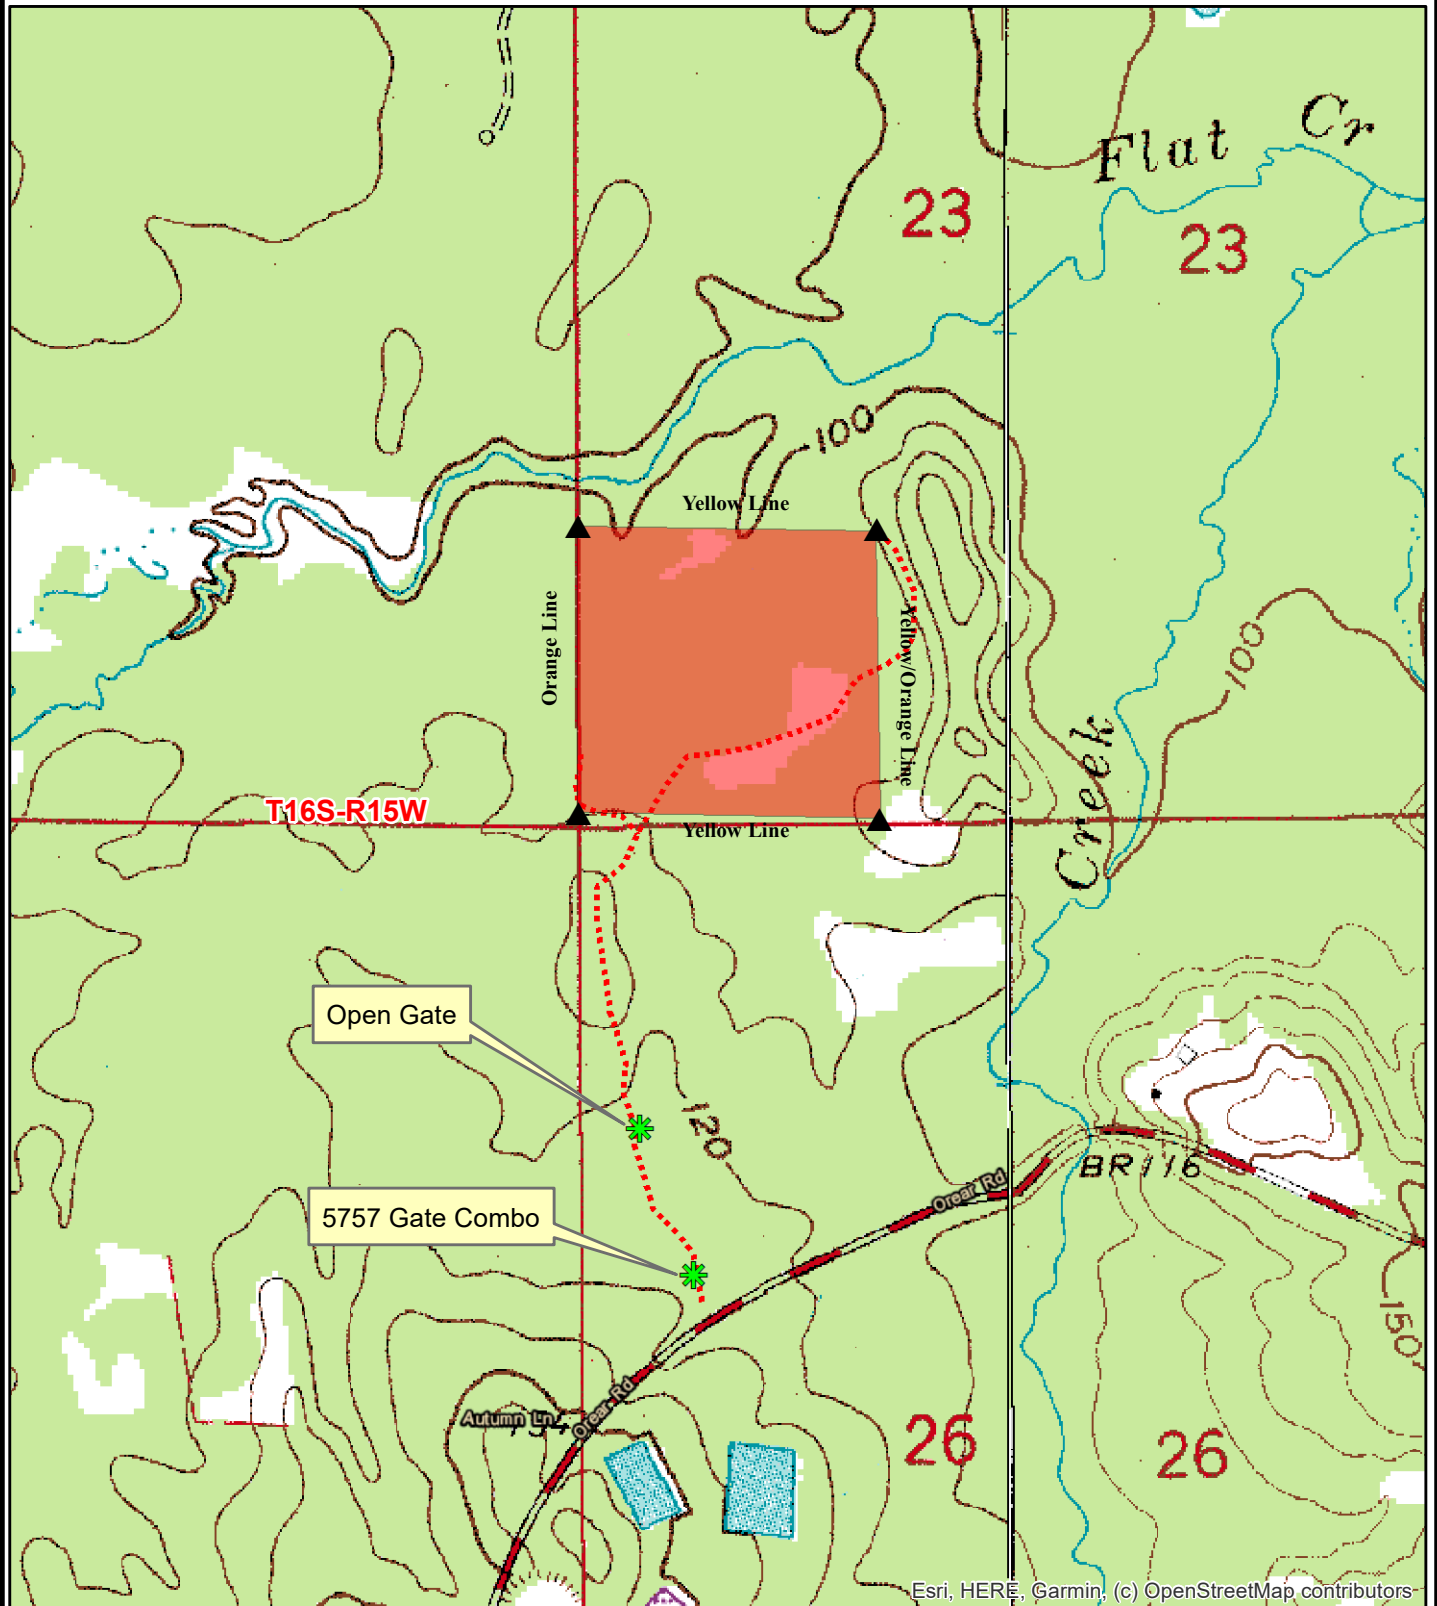 Flat Cr
23
23
100
Yellow Line
Orange Line
Yellow/Orange Line
100
Creek
T16S-R15W
Yellow Line
Open Gate
120
BR 116
Orear Rd
5757 Gate Combo
150
Orear Rd
Autumn Ln
26
26
Esri, HERE, Garmin, (c) OpenStreetMap contributors